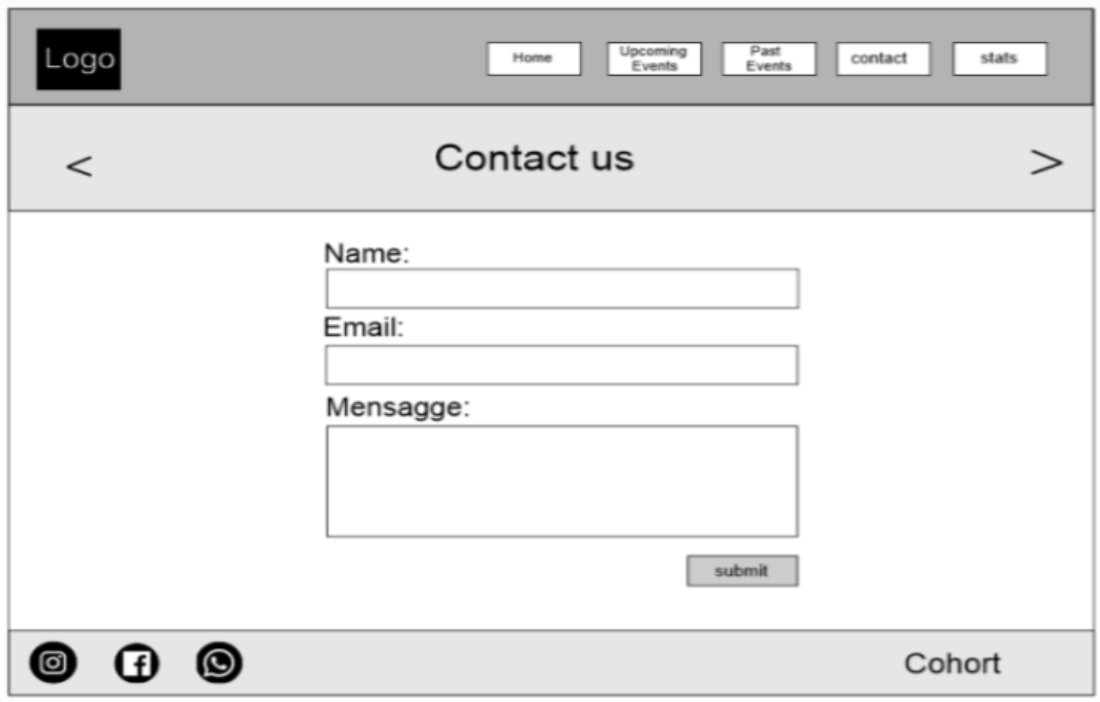 Logo
Home
Upcoming
Events
Past
Events
contact
stats
<
Contact us
>
Name:
Email:
Mensagge:
submit
Cohort